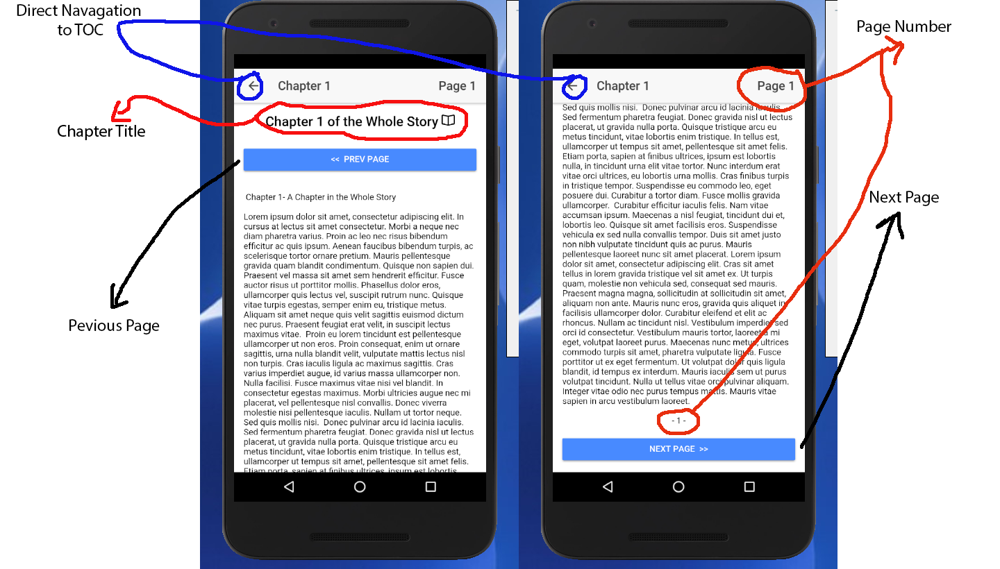 Direct Navagation
to TOC
Chapter Title
Pevious Page
Chapter 1
Page 1
Chapter 1 of the Whole Story
<< PREV PAGE
Chapter 1- A Chapter in the Whole Story
Lorem ipsum dolor sit amet, consectetur adipiscing elit. In
cursus at lectus sit amet consectetur. Morbi a neque nec
diam pharetra varius. Proin ac leo nec risus bibendum
efficitur ac quis ipsum. Aenean faucibus bibendum turpis, ac
scelerisque tortor ornare pretium. Mauris pellentesque
gravida quam blandit condimentum. Quisque non sapien dui.
Praesent vel massa sit amet sem hendrerit efficitur. Fusce
auctor risus ut porttitor mollis. Phasellus dolor eros,
ullamcorper quis lectus vel, suscipit rutrum nunc. Quisque
vitae turpis egestas, semper enim eu, tristique metus.
Aliquam sit amet neque quis velit sagittis euismod dictum
nec purus. Praesent feugiat erat velit, in suscipit lectus
maximus vitae.  Proin eu lorem tincidunt est pellentesque
ullamcorper ut non eros. Proin consequat, enim ut ornare
sagittis, urna nulla blandit velit, vulputate mattis lectus nisl
non turpis. Cras iaculis ligula ac maximus sagittis. Cras
varius imperdiet augue, id varius massa ullamcorper non.
Nulla facilisi. Fusce maximus vitae nisi vel blandit. In
consectetur egestas maximus. Morbi ultricies augue nec mi
placerat, vel pellentesque nisl convallis. Donec viverra
molestie nisi pellentesque iaculis. Nullam ut tortor neque.
Sed quis mollis nisi.  Donec pulvinar arcu id lacinia iaculis.
Sed fermentum pharetra feugiat. Donec gravida nisl ut lectus
placerat, ut gravida nulla porta. Quisque tristique arcu eu
metus tincidunt, vitae lobortis enim tristique. In tellus est,
ullamcorper ut tempus sit amet, pellentesque sit amet felis.
Etiam porta, sapien at finibus ultrices, ipsum est lobortis
Chapter 1
Page 1
Sed quis mollis nisi.  Donec pulvinar arcu id lacinia iaculis.
Sed fermentum pharetra feugiat. Donec gravida nisl ut lectus
placerat, ut gravida nulla porta. Quisque tristique arcu eu
metus tincidunt, vitae lobortis enim tristique. In tellus est,
ullamcorper ut tempus sit amet, pellentesque sit amet felis.
Etiam porta, sapien at finibus ultrices, ipsum est lobortis
nulla, in tincidunt urna elit vitae tortor. Nunc interdum erat
vitae orci ultrices, eu lobortis urna mollis. Cras finibus turpis
in tristique tempor. Suspendisse eu commodo leo, eget
posuere dui. Curabitur a tortor diam. Fusce mollis gravida
ullamcorper.  Curabitur efficitur iaculis felis. Nam vitae
accumsan ipsum. Maecenas a nisl feugiat, tincidunt dui et,
lobortis leo. Quisque sit amet facilisis eros. Suspendisse
vehicula ex sed nulla convallis tempor. Duis sit amet justo
non nibh vulputate tincidunt quis ac purus. Mauris
pellentesque laoreet nunc sit amet placerat. Lorem ipsum
dolor sit amet, consectetur adipiscing elit. Cras sit amet
tellus in lorem gravida tristique vel sit amet ex. Ut turpis
quam, molestie non vehicula sed, consequat sed mauris.
Praesent magna magna, sollicitudin at sollicitudin sit amet,
aliquam non ante. Mauris nunc eros, gravida quis aliquet in,
facilisis ullamcorper dolor. Curabitur eleifend et elit ac
rhoncus. Nullam ac tincidunt nisl. Vestibulum imperdiet sed
orci id consectetur. Vestibulum mauris tortor, laoreet a mi
eget, volutpat laoreet purus. Maecenas nunc metus, ultrices
commodo turpis sit amet, pharetra vulputate ligula. Fusce
porttitor ut ex eget fermentum. Ut volutpat dolor quis ligula
blandit, id tempus ex interdum. Mauris iaculis sem ut purus
volutpat tincidunt. Nulla ut tellus vitae orci pulvinar aliquam.
Integer vitae odio nec purus tempus mattis. Mauris vitae
sapien in arcu vestibulum laoreet.
- 1 -
NEXT PAGE >>
Page Number
Next Page